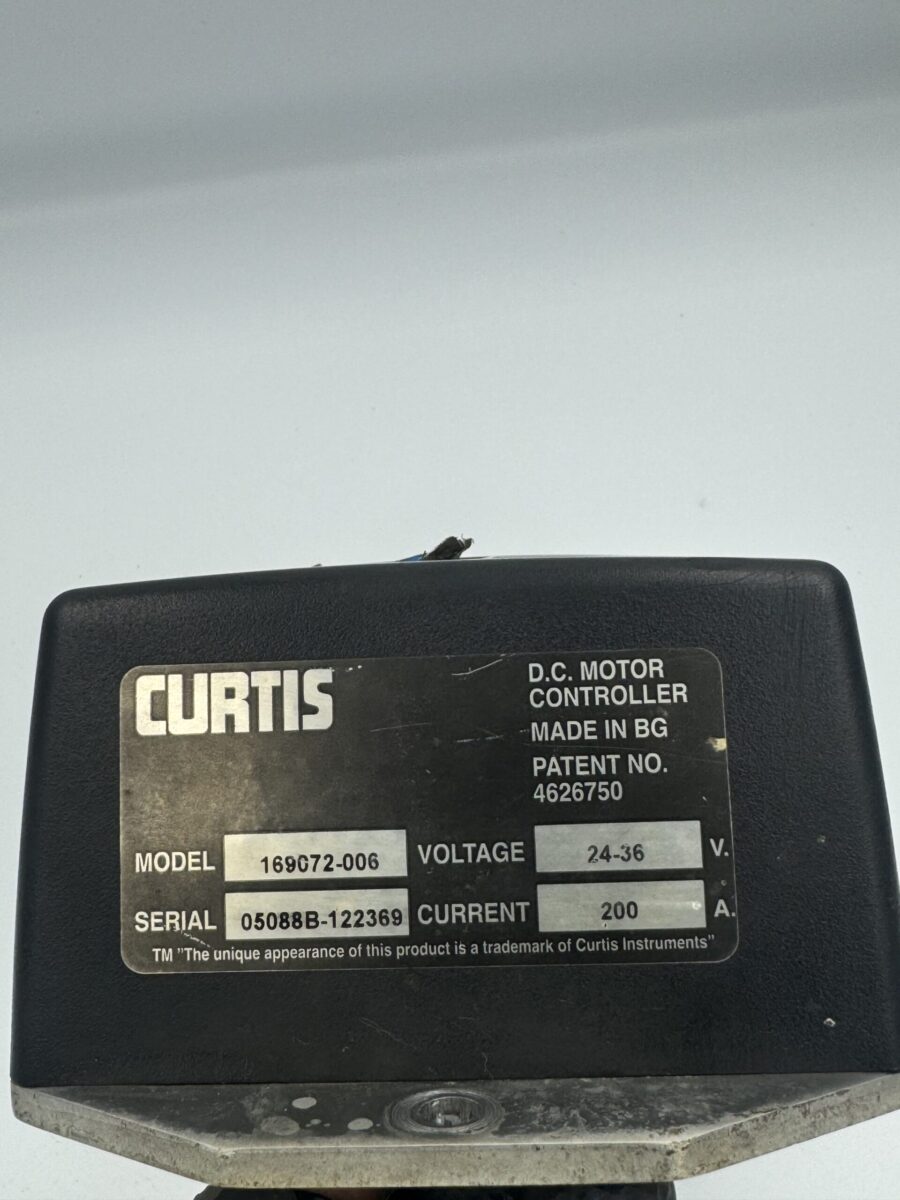 CURTIS
D.C. MOTOR
CONTROLLER
MADE IN BG
PATENT NO.
4626750
MODEL 169072-006 VOLTAGE 24-36 V.
SERIAL 05088B-122369 CURRENT 200 A.
TM "The unique appearance of this product is a trademark of Curtis Instruments"